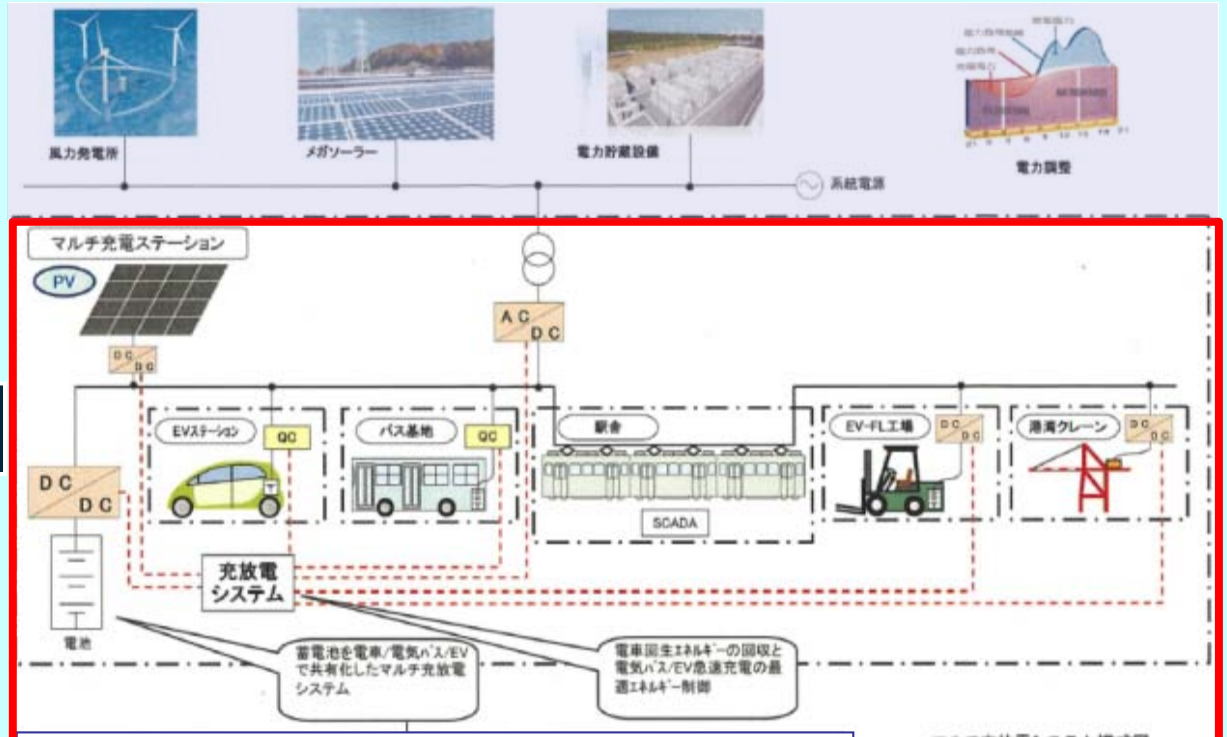 風力発電所
メガソーラー
電力貯蔵設備
電力調整
系統電源
マルチ充電ステーション
PV
AC
DC
DC
DC
EVステーション
QC
バス基地
QC
駅舎
EV-FL工場
DC
DC
港湾クレーン
DC
DC
DC
DC
SCADA
充放電
システム
電池
蓄電池を電車/電気バス/EV
で共有化したマルチ充放電
システム
電車回生エネルギーの回収と
電気バス/EV急速充電の最
適エネルギー制御